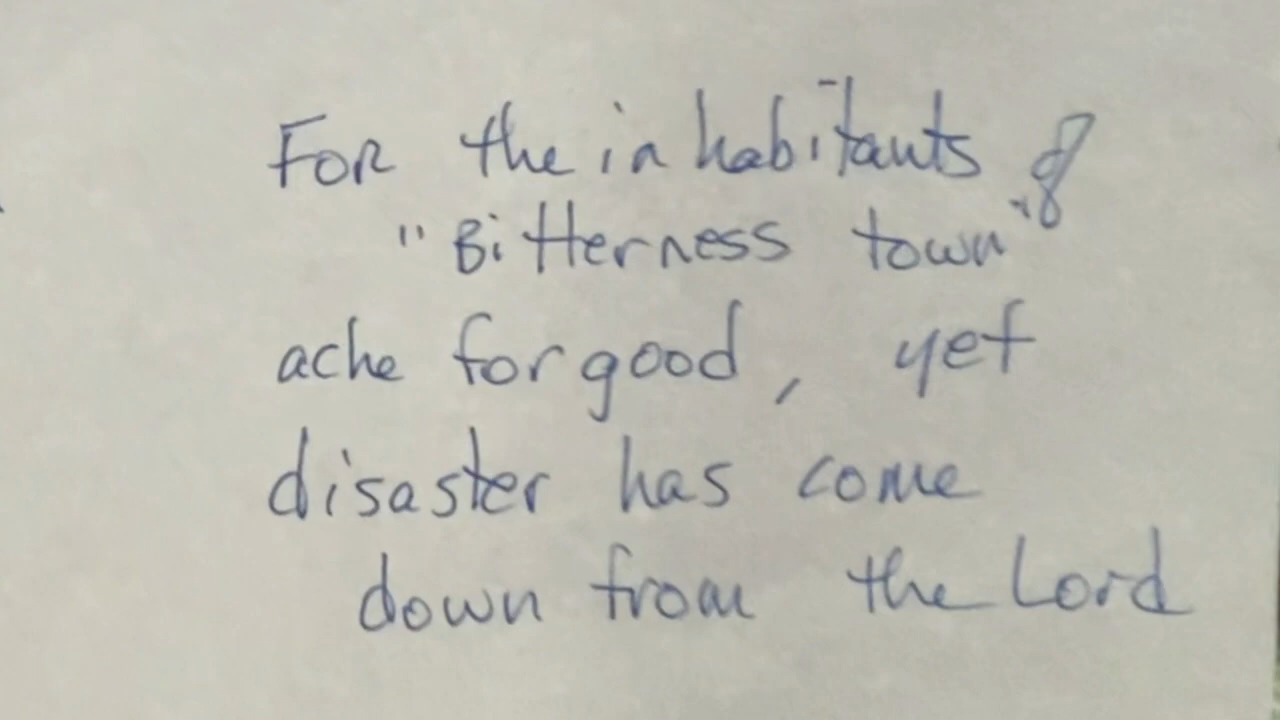 For the inhabitants of
"Bitterness town"
ache for good, yet
disaster has come
down from the Lord